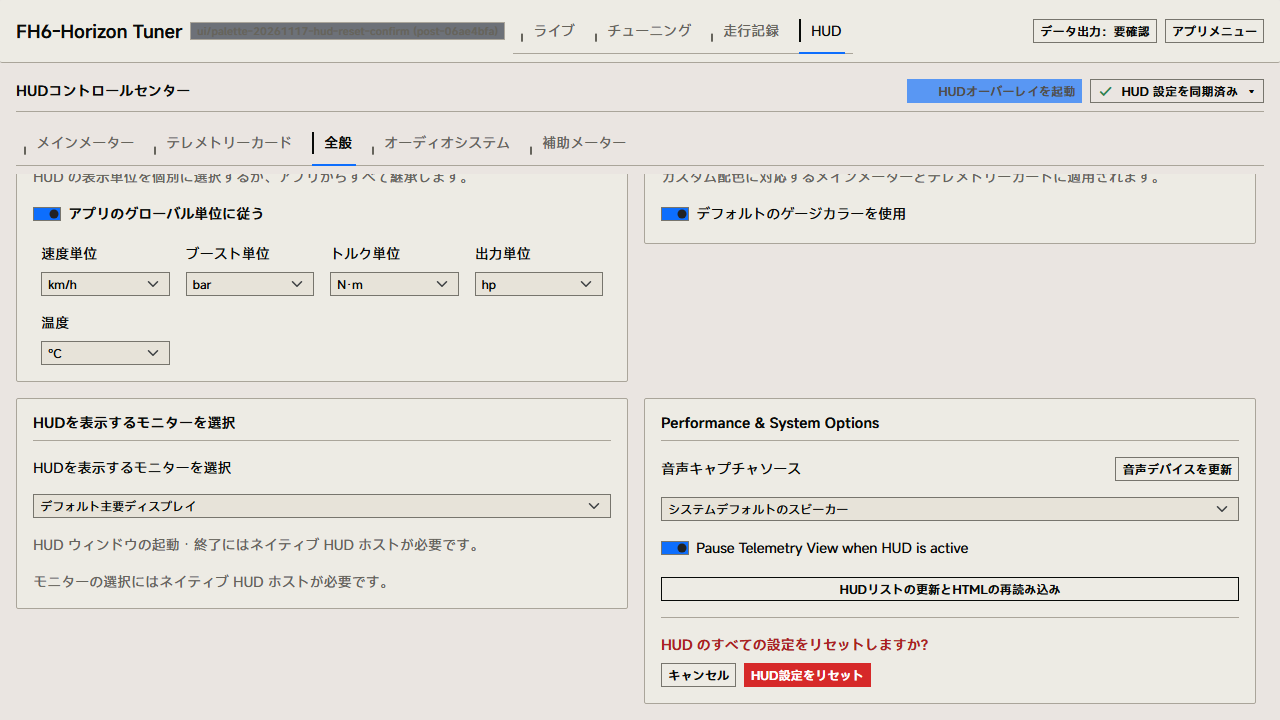 FH6-Horizon Tuner
ライブ
チューニング
走行記録
HUD
データ出力: 要確認
アプリメニュー
HUDコントロールセンター
HUDオーバーレイを起動
HUD 設定を同期済み
メインメーター
テレメトリーカード
全般
オーディオシステム
補助メーター
HUD の表示単位を個別に選択するか、アプリからすべて継承します。
カスタム配色に対応するメインメーターとテレメトリーカードに適用されます。
アプリのグローバル単位に従う
デフォルトのゲージカラーを使用
速度単位
ブースト単位
トルク単位
出力単位
km/h
bar
N·m
hp
温度
°C
HUDを表示するモニターを選択
HUDを表示するモニターを選択
デフォルト主要ディスプレイ
HUD ウィンドウの起動・終了にはネイティブ HUD ホストが必要です。
モニターの選択にはネイティブ HUD ホストが必要です。
Performance & System Options
音声キャプチャソース
音声デバイスを更新
システムデフォルトのスピーカー
Pause Telemetry View when HUD is active
HUDリストの更新とHTMLの再読み込み
HUD のすべての設定をリセットしますか?
キャンセル
HUD設定をリセット